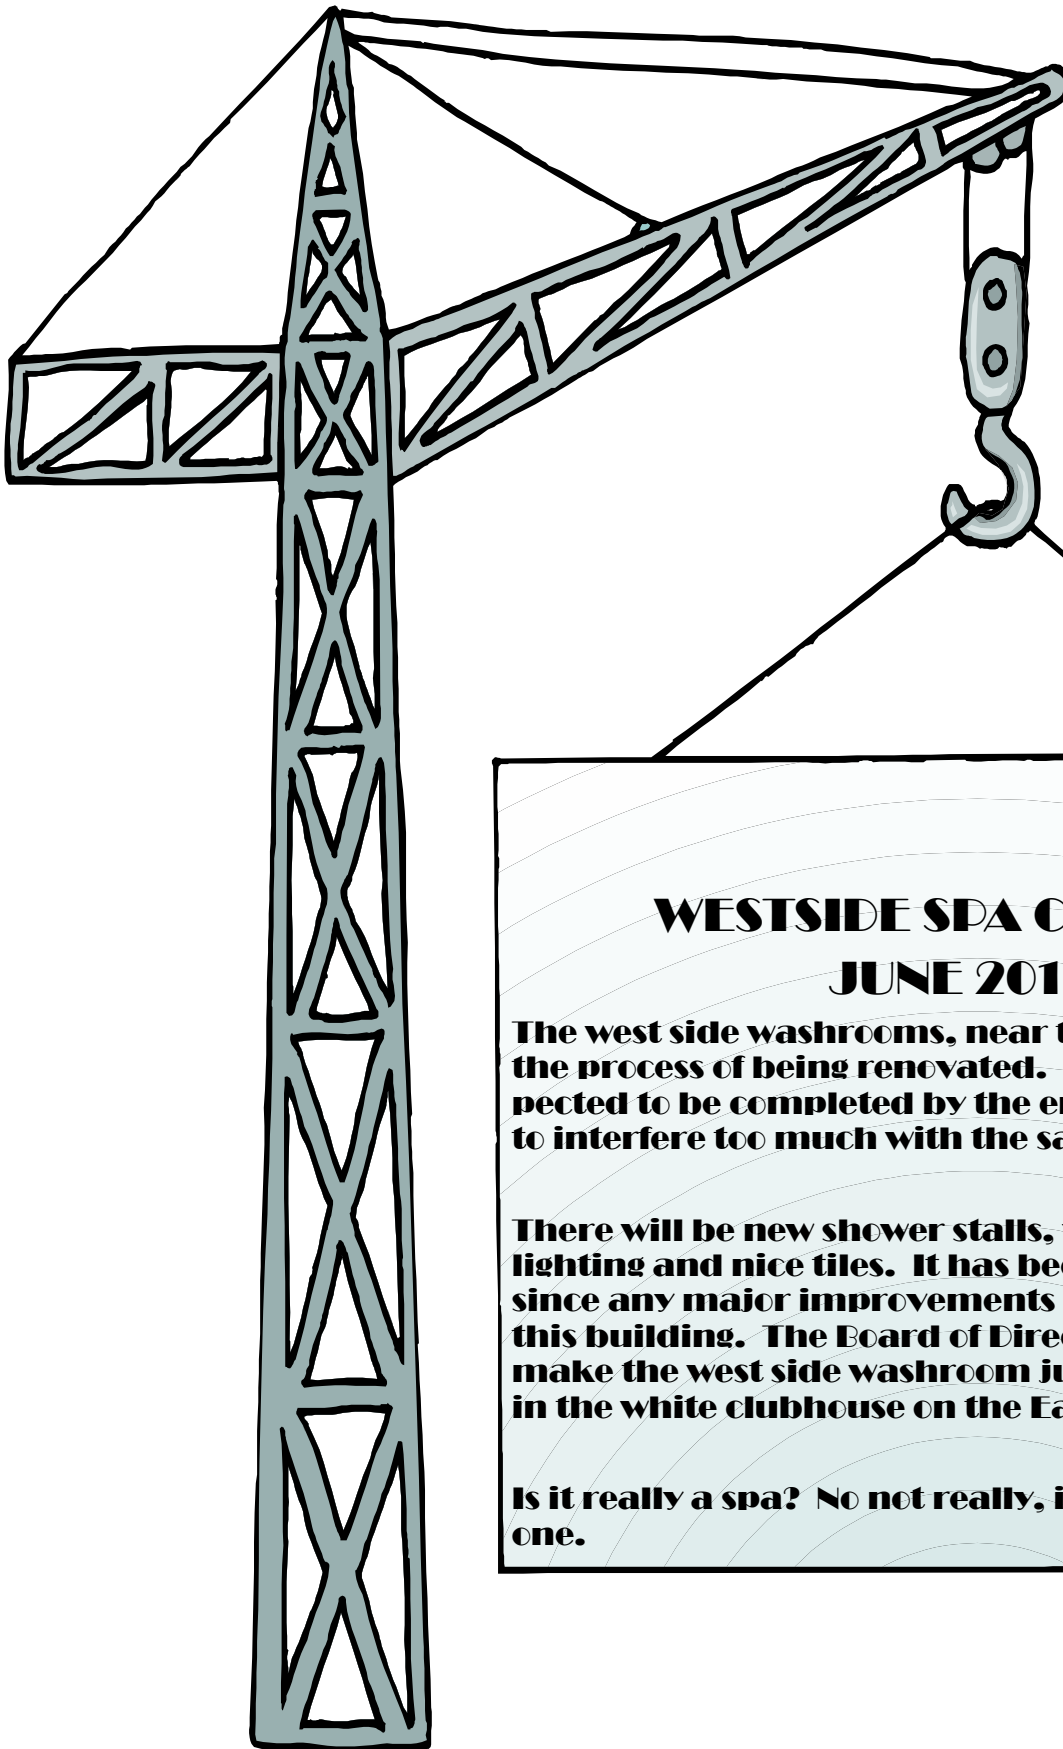 WESTSIDE SPA
JUNE 201
The west side washrooms, near
the process of being renovated.
pected to be completed by the
to interfere too much with the
There will be new shower stalls,
lighting and nice tiles. It has
since any major improvements
this building. The Board of
make the west side washroom
in the white clubhouse on the
Is it really a spa? No not really,
one.